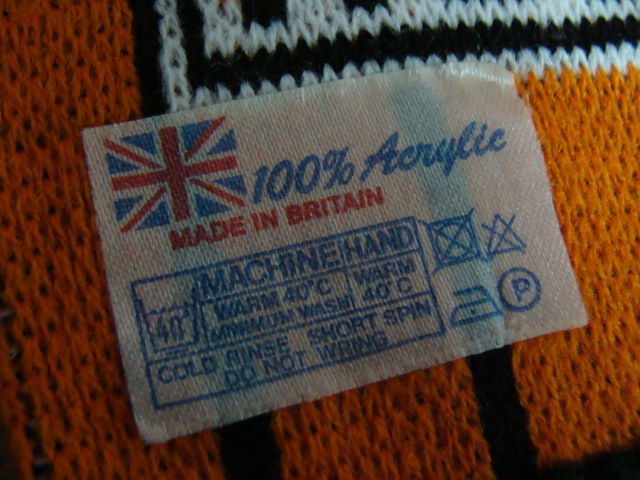 100% Acrylic
MADE IN BRITAIN
MACHINE HAND
40°
WARM 40°C WARM
MINIMUM WASH 40°C
COLD RINSE SHORT SPIN
DO NOT WRING
P